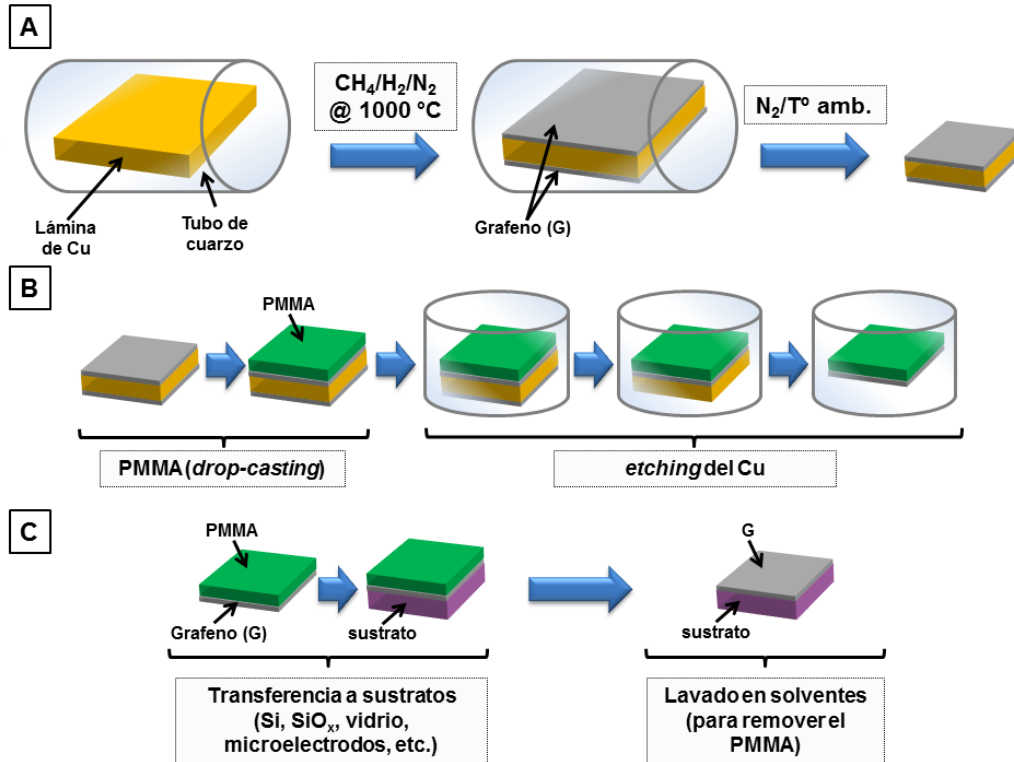 A
CH₄/H₂/N₂
@ 1000 °C
N₂/Tº amb.
Lámina
de Cu
Tubo de
cuarzo
Grafeno (G)
B
PMMA
PMMA (drop-casting)
etching del Cu
C
PMMA
Grafeno (G)
sustrato
G
sustrato
Transferencia a sustratos
(Si, SiOₓ, vidrio,
microelectrodos, etc.)
Lavado en solventes
(para remover el
PMMA)